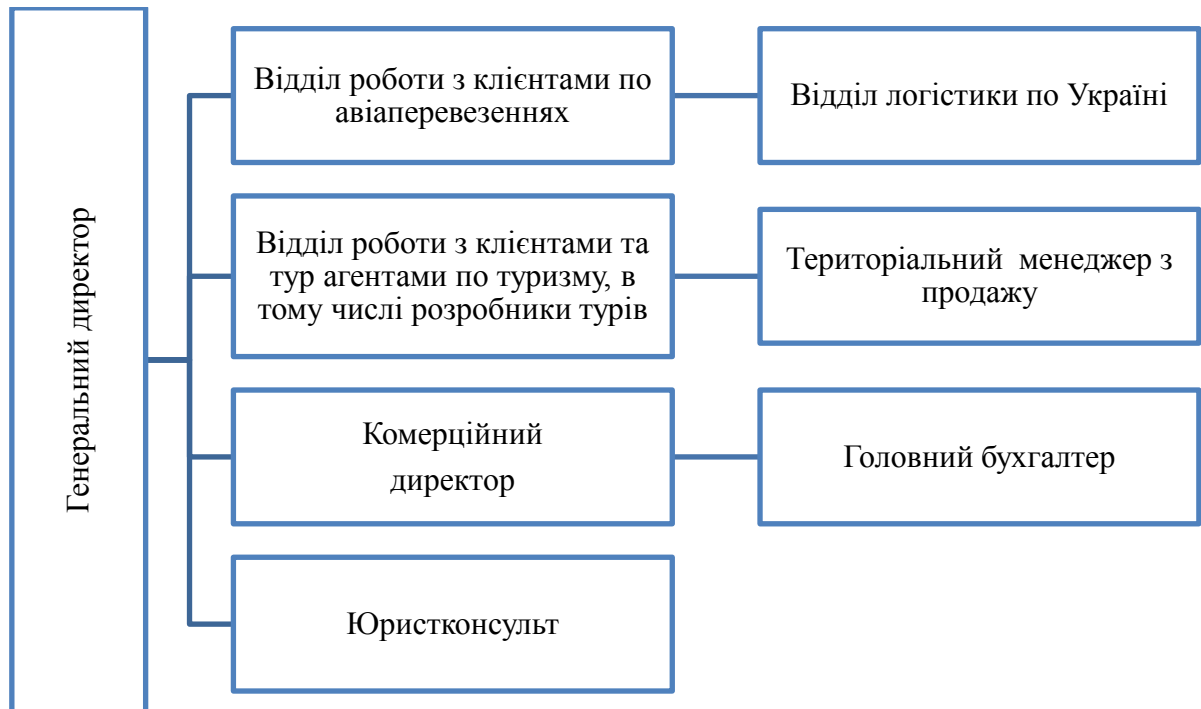 Генеральний директор
Відділ роботи з клієнтами по
авіаперевезеннях
Відділ логістики по Україні
Відділ роботи з клієнтами та
тур агентами по туризму, в
тому числі розробники турів
Територіальний менеджер з
продажу
Комерційний
директор
Головний бухгалтер
Юристконсульт